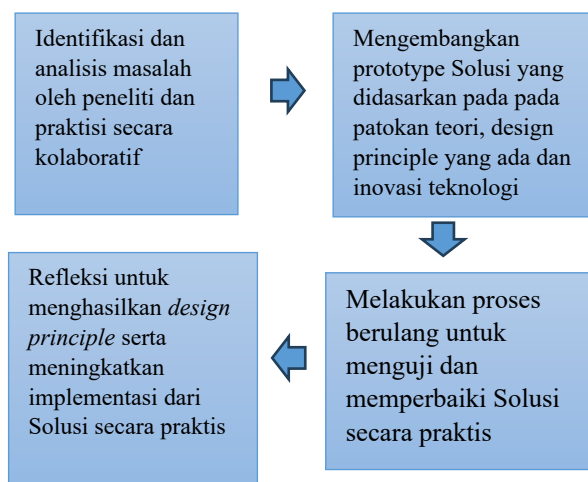 Identifikasi dan
analisis masalah
oleh peneliti dan
praktisi secara
kolaboratif
Mengembangkan
prototype Solusi yang
didasarkan pada pada
patokan teori, design
principle yang ada dan
inovasi teknologi
Melakukan proses
berulang untuk
menguji dan
memperbaiki Solusi
secara praktis
Refleksi untuk
menghasilkan design
principle serta
meningkatkan
implementasi dari
Solusi secara praktis